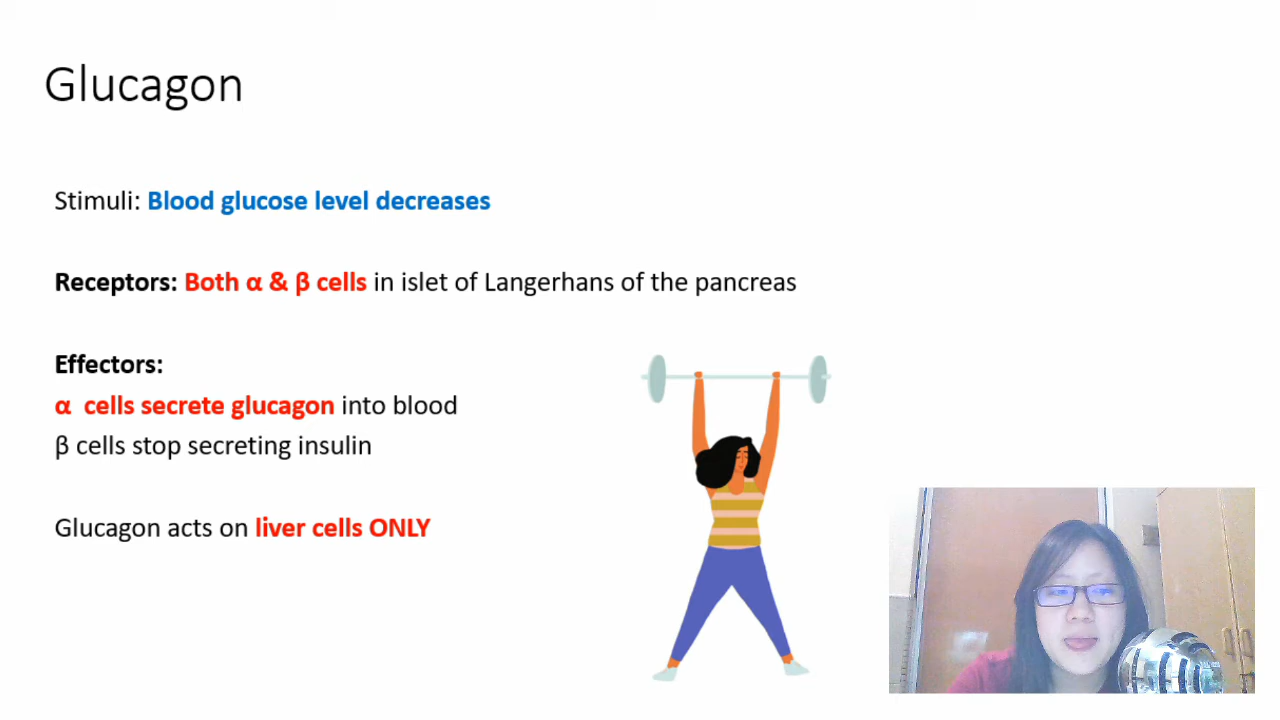 Glucagon
Stimuli: Blood glucose level decreases
Receptors: Both α & β cells in islet of Langerhans of the pancreas
Effectors:
α  cells secrete glucagon into blood
β cells stop secreting insulin
Glucagon acts on liver cells ONLY